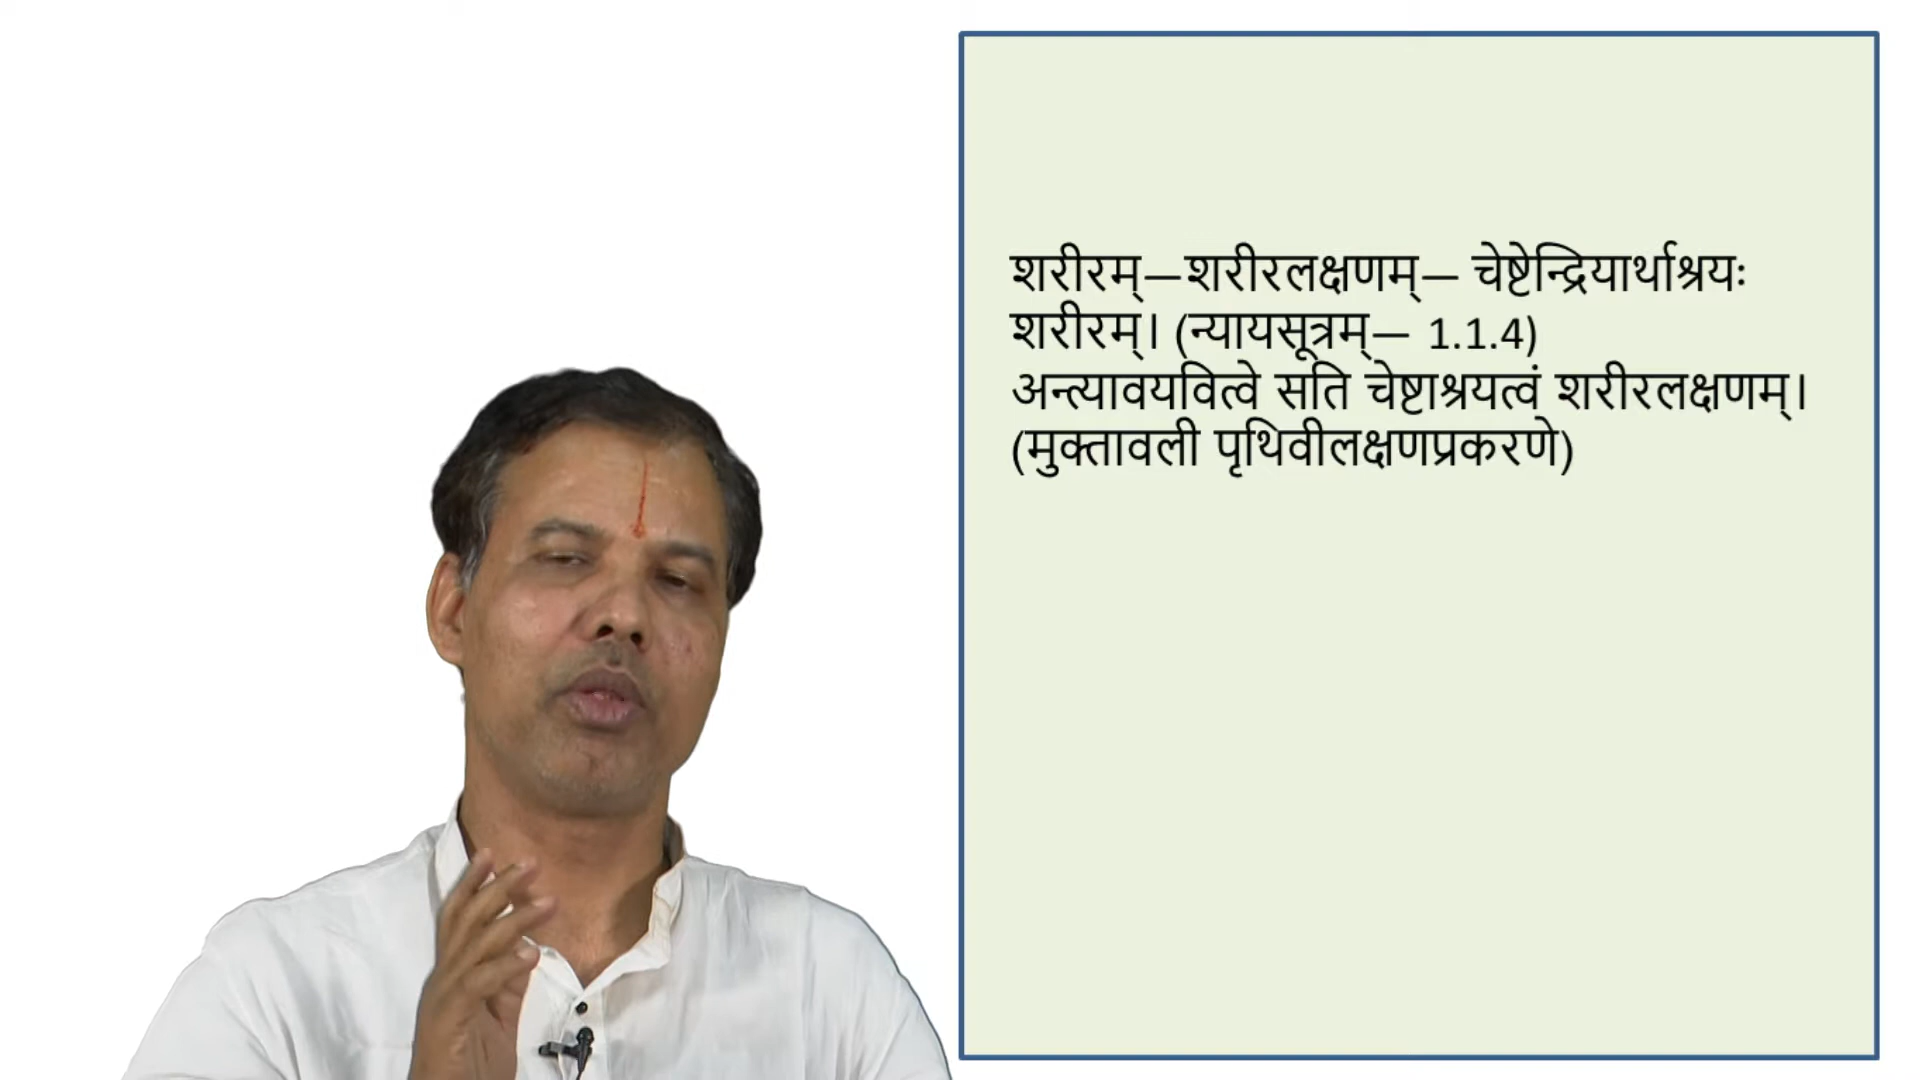 शरीरम्—शरीरलक्षणम्— चेष्टेन्द्रियार्थाश्रयः
शरीरम्। (न्यायसूत्रम्— 1.1.4)
अन्त्यावयवित्वे सति चेष्टाश्रयत्वं शरीरलक्षणम्।
(मुक्तावली पृथिवीलक्षणप्रकरणे)